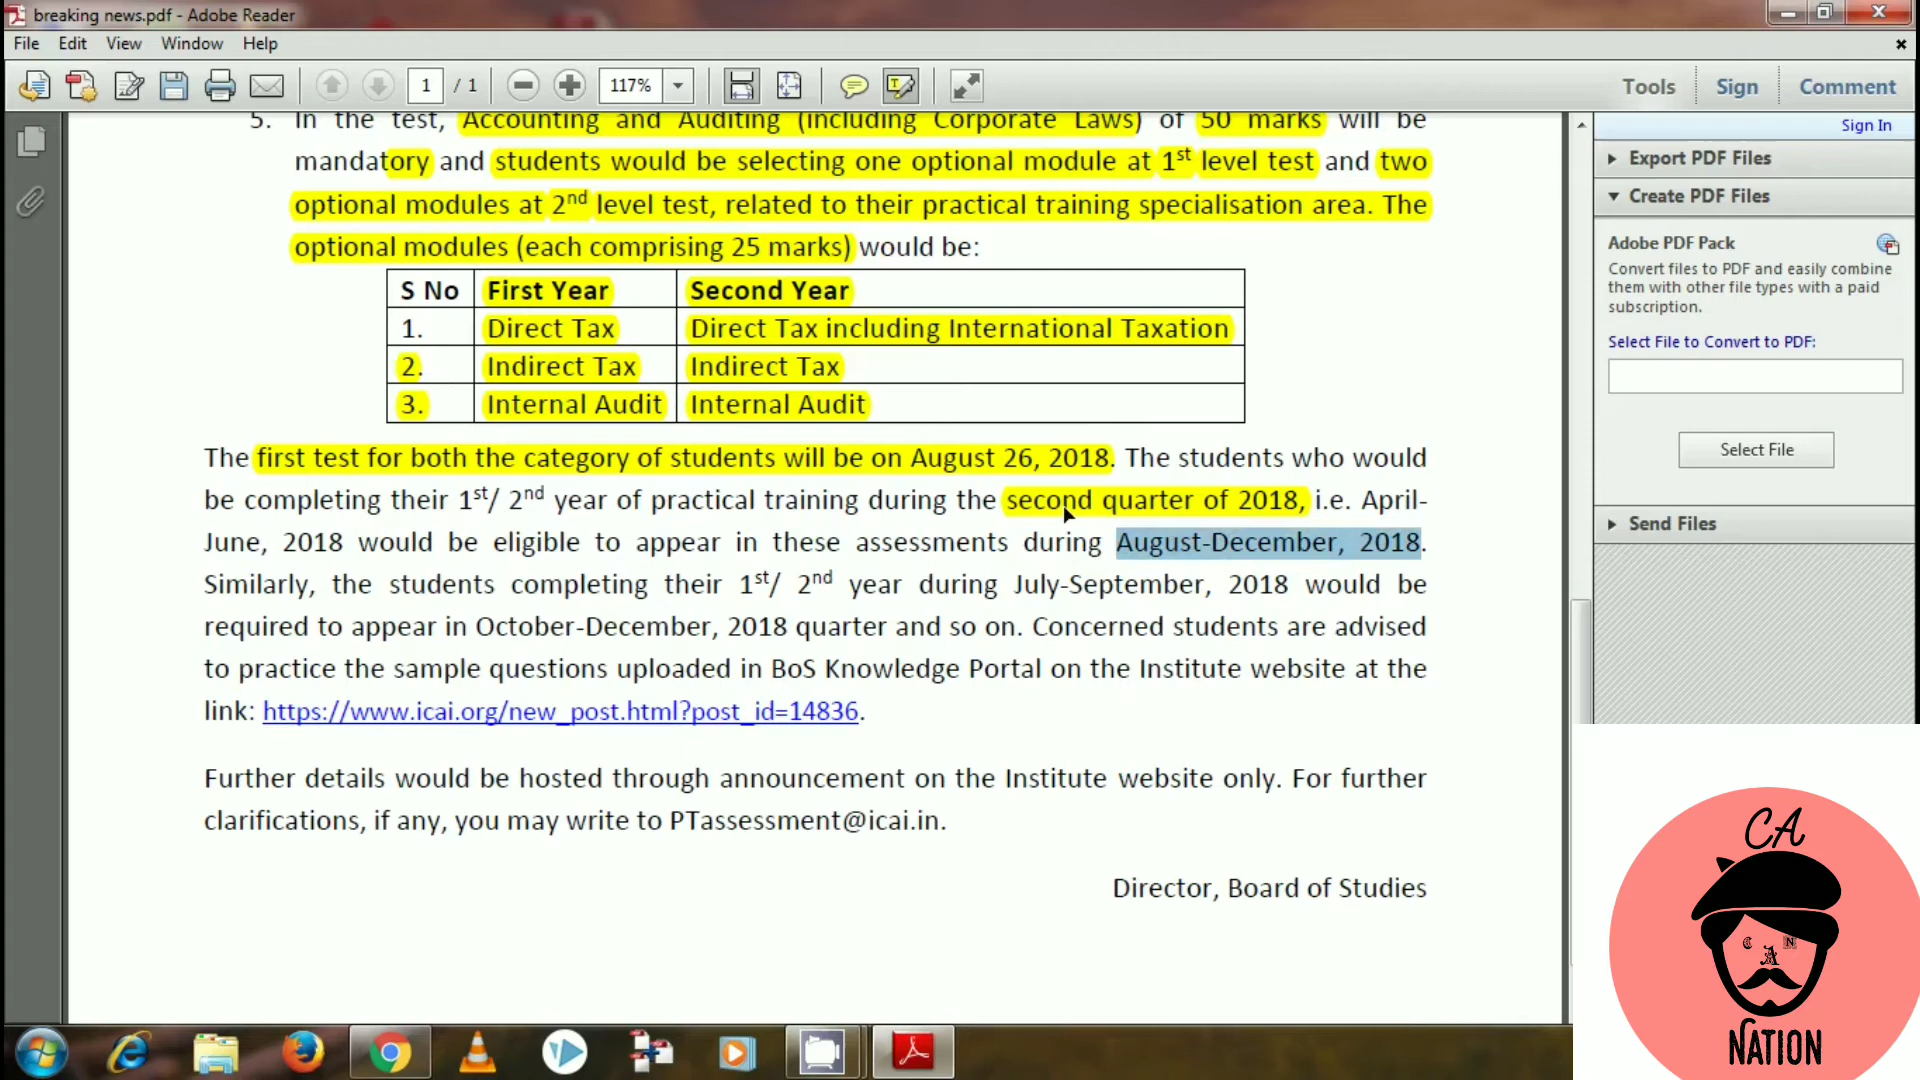 breaking news.pdf - Adobe Reader
File Edit View Window Help
1 / 1 117% Tools Sign Comment
Sign In
Export PDF Files
Create PDF Files
Adobe PDF Pack
Convert files to PDF and easily combine
them with other file types with a paid
subscription.
Select File to Convert to PDF:
Select File
Send Files
5. In the test, Accounting and Auditing (including Corporate Laws) of 50 marks will be
mandatory and students would be selecting one optional module at 1st level test and two
optional modules at 2nd level test, related to their practical training specialisation area. The
optional modules (each comprising 25 marks) would be:
S No First Year Second Year
1. Direct Tax Direct Tax including International Taxation
2. Indirect Tax Indirect Tax
3. Internal Audit Internal Audit
The first test for both the category of students will be on August 26, 2018. The students who would
be completing their 1st/ 2nd year of practical training during the second quarter of 2018, i.e. April-
June, 2018 would be eligible to appear in these assessments during August-December, 2018.
Similarly, the students completing their 1st/ 2nd year during July-September, 2018 would be
required to appear in October-December, 2018 quarter and so on. Concerned students are advised
to practice the sample questions uploaded in BoS Knowledge Portal on the Institute website at the
link: https://www.icai.org/new_post.html?post_id=14836.
Further details would be hosted through announcement on the Institute website only. For further
clarifications, if any, you may write to PTassessment@icai.in.
Director, Board of Studies
CA
C A N
NATION